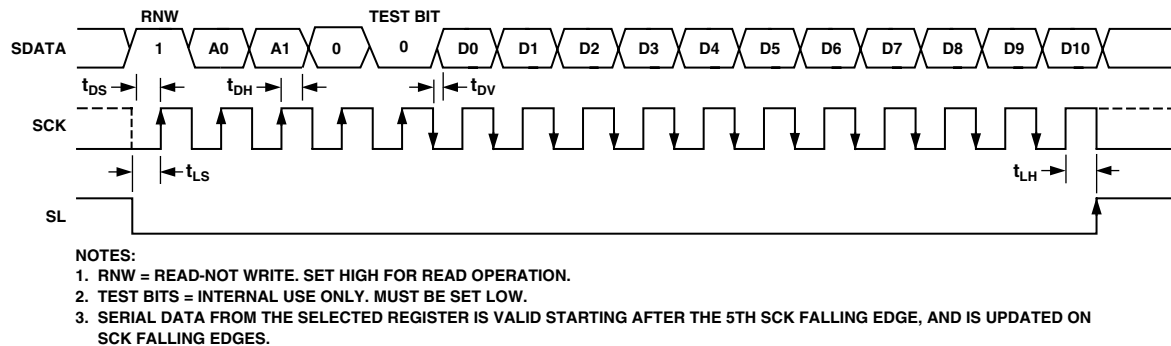 RNW
TEST BIT
SDATA
1
A0
A1
0
0
D0
D1
D2
D3
D4
D5
D6
D7
D8
D9
D10
tDS
tDH
tDV
SCK
tLS
tLH
SL
NOTES:
1. RNW = READ-NOT WRITE. SET HIGH FOR READ OPERATION.
2. TEST BITS = INTERNAL USE ONLY. MUST BE SET LOW.
3. SERIAL DATA FROM THE SELECTED REGISTER IS VALID STARTING AFTER THE 5TH SCK FALLING EDGE, AND IS UPDATED ON
SCK FALLING EDGES.